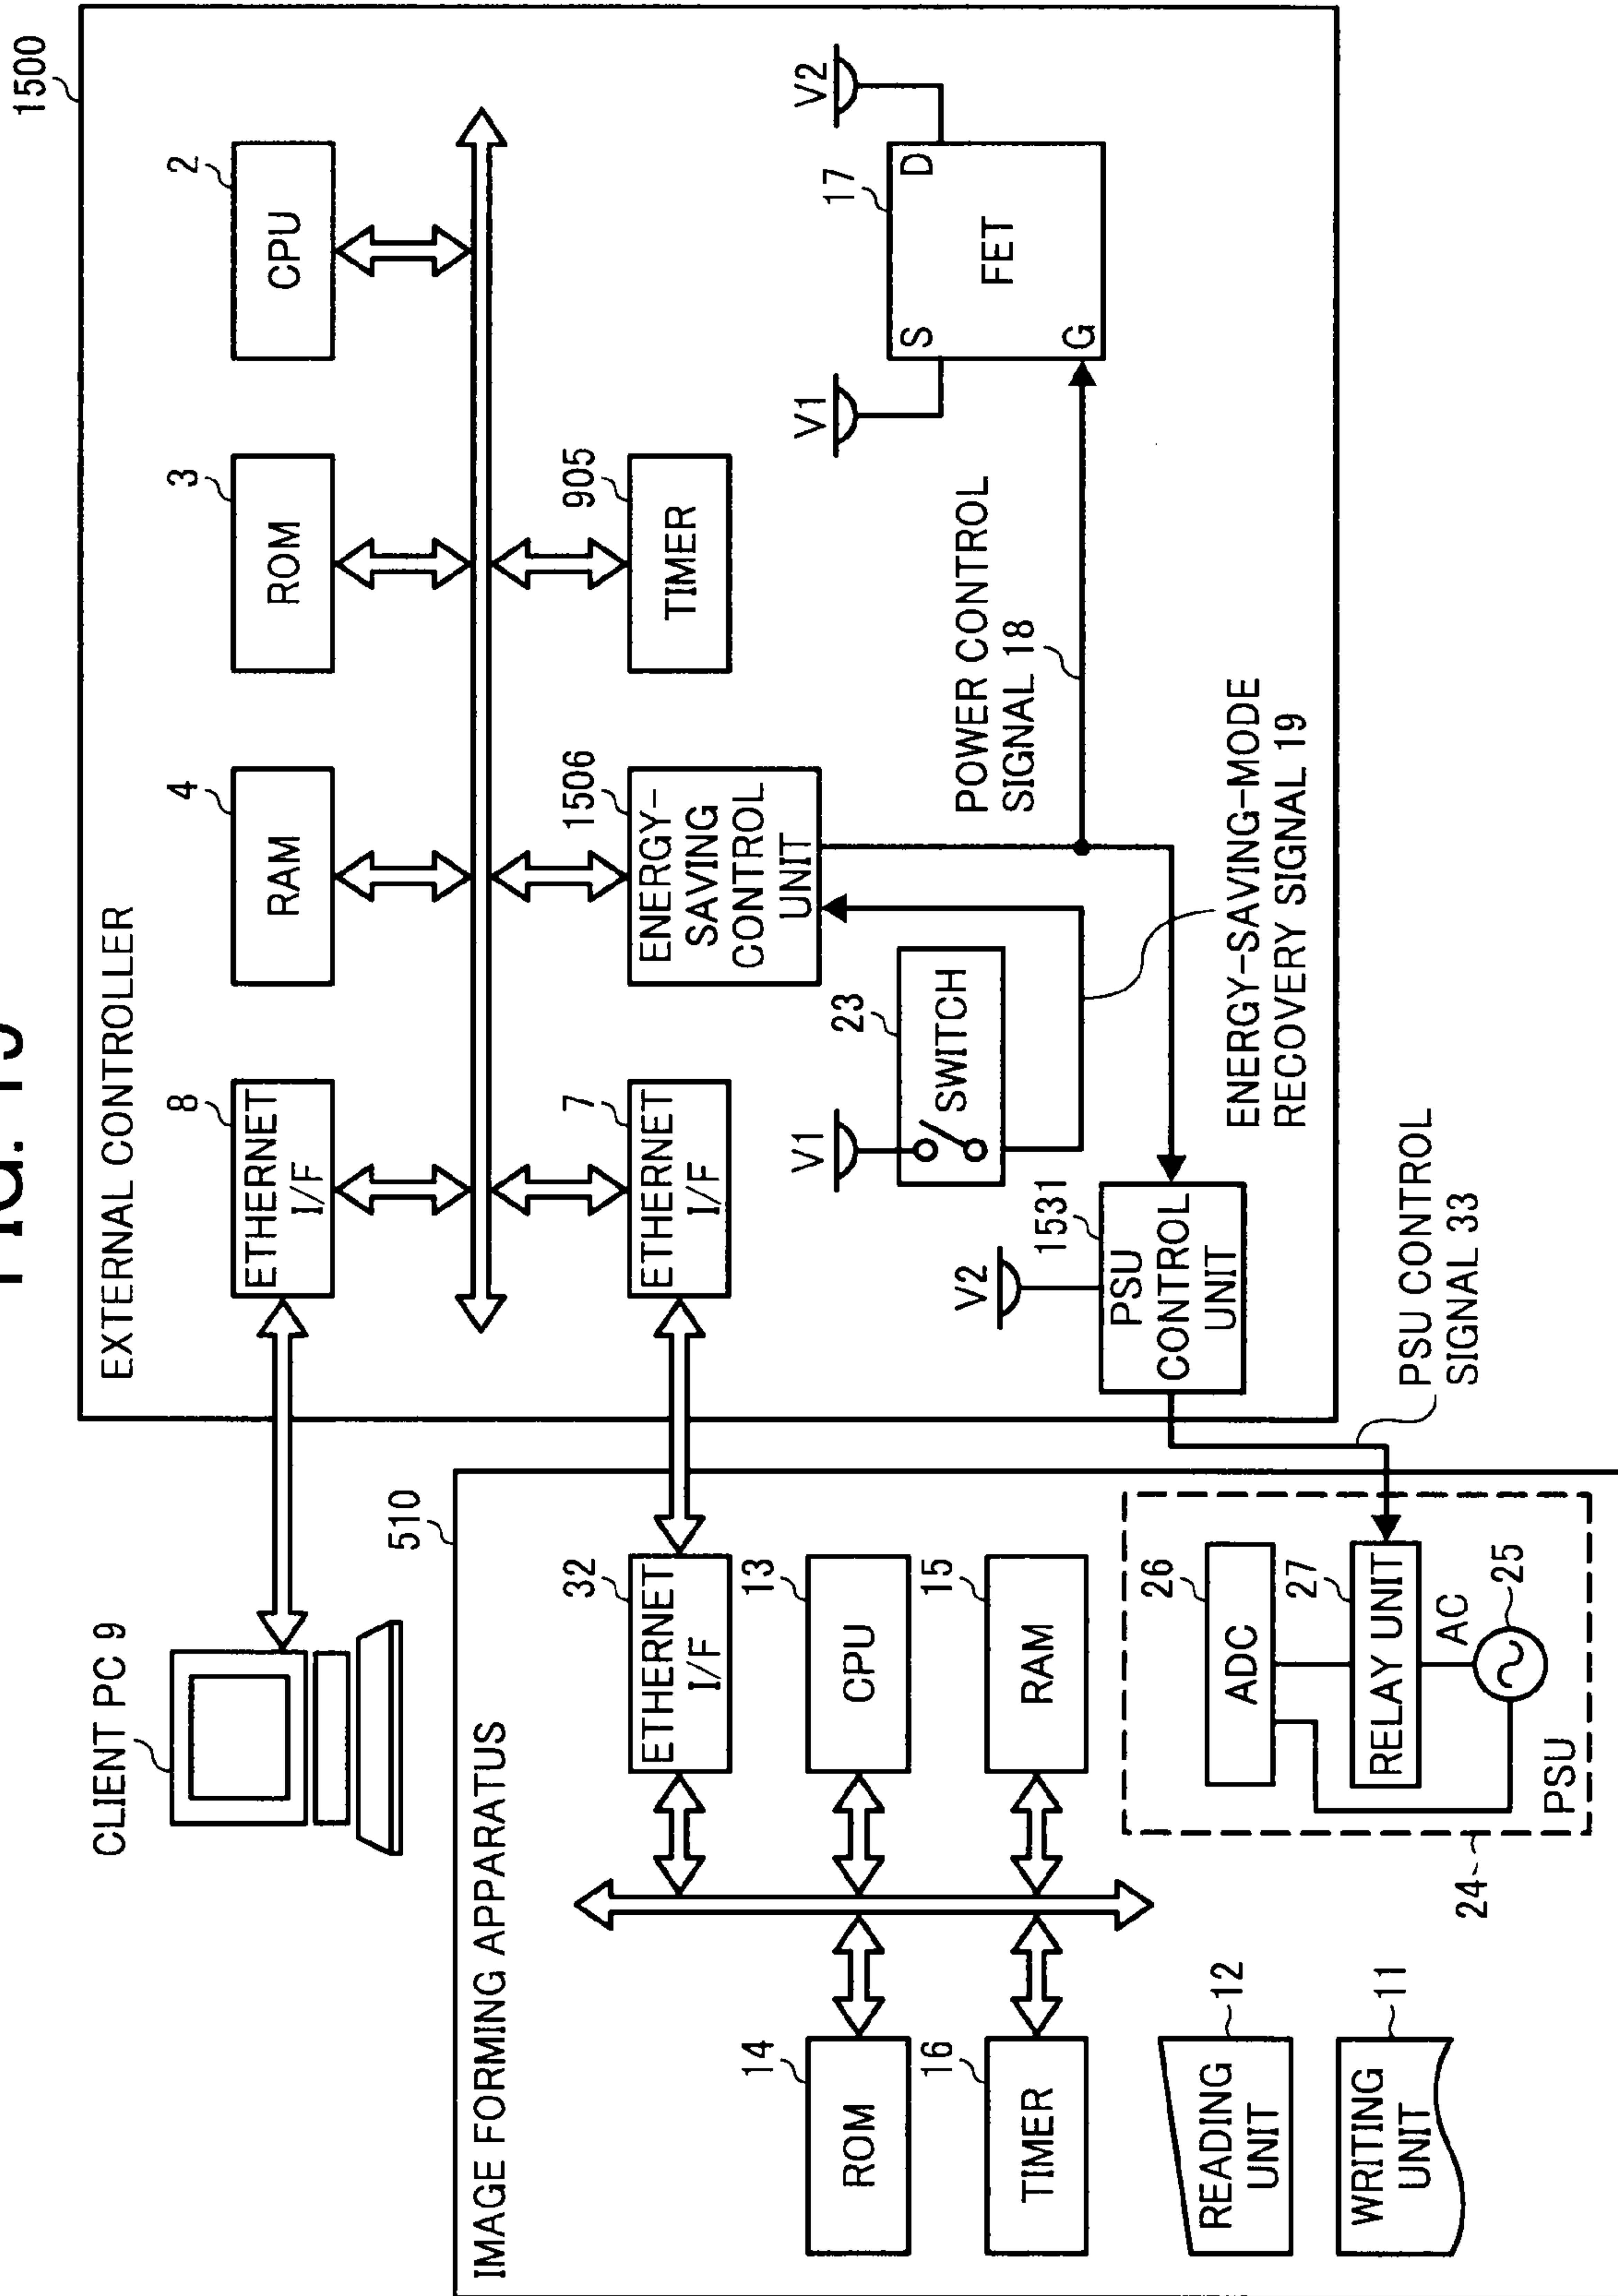 FIG.
1500
EXTERNAL CONTROLLER
CLIENT PC 9
8
ETHERNET
I/F
4
RAM
3
ROM
2
CPU
510
IMAGE FORMING APPARATUS
32
ETHERNET
I/F
7
ETHERNET
I/F
1506
ENERGY-
SAVING
CONTROL
UNIT
905
TIMER
14
ROM
13
CPU
V1
23
SWITCH
V1
17
V2
S
D
FET
G
16
TIMER
15
RAM
V2
1531
PSU
CONTROL
UNIT
POWER CONTROL
SIGNAL 18
12
READING
UNIT
26
ADC
27
RELAY UNIT
AC
25
PSU
24
ENERGY-SAVING-MODE
RECOVERY SIGNAL 19
11
WRITING
UNIT
PSU CONTROL
SIGNAL 33